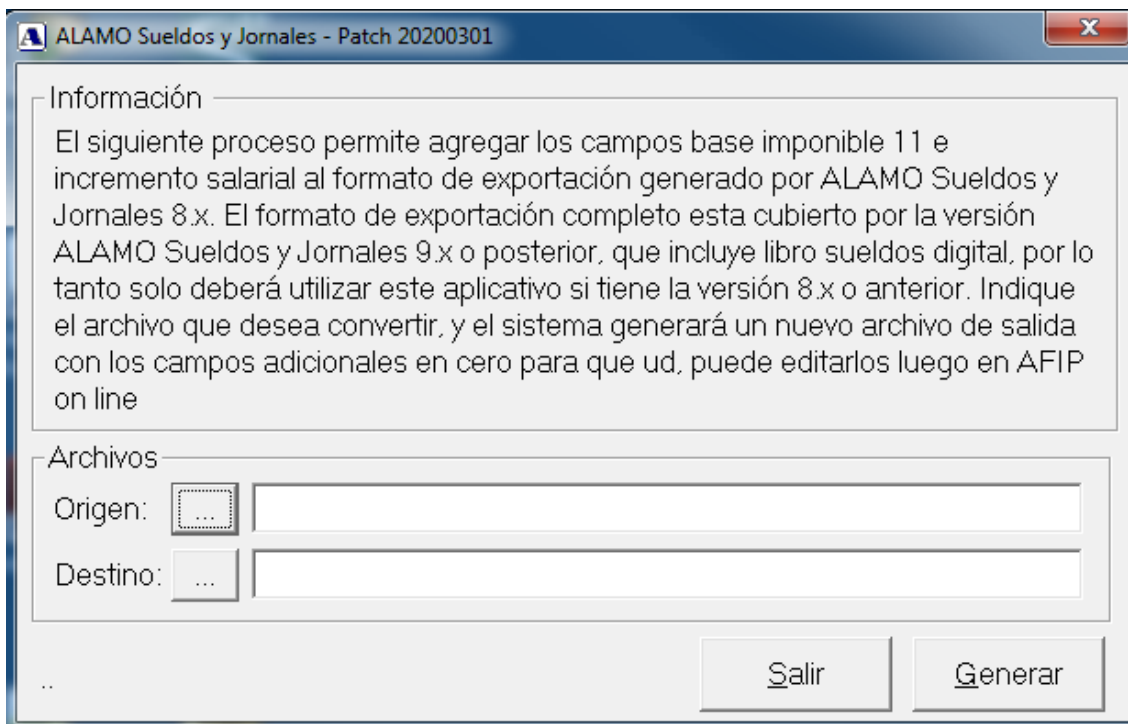 ALAMO Sueldos y Jornales - Patch 20200301
Información
El siguiente proceso permite agregar los campos base imponible 11 e
incremento salarial al formato de exportación generado por ALAMO Sueldos y
Jornales 8.x. El formato de exportación completo esta cubierto por la versión
ALAMO Sueldos y Jornales 9.x o posterior, que incluye libro sueldos digital, por lo
tanto solo deberá utilizar este aplicativo si tiene la versión 8.x o anterior. Indique
el archivo que desea convertir, y el sistema generará un nuevo archivo de salida
con los campos adicionales en cero para que ud, puede editarlos luego en AFIP
on line
Archivos
Origen: ...
Destino: ...
.. Salir Generar